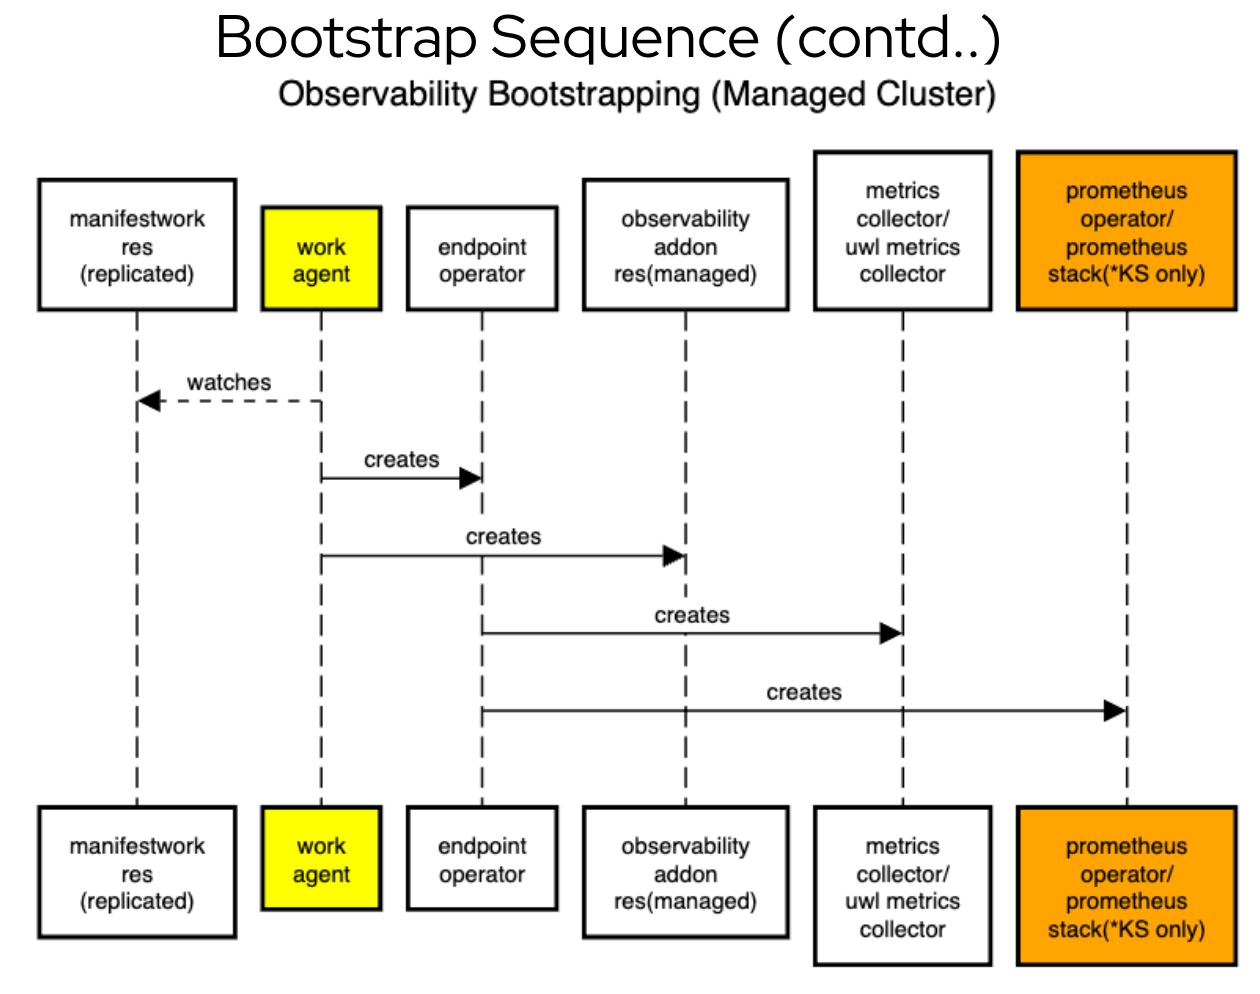 Bootstrap Sequence (contd..)
Observability Bootstrapping (Managed Cluster)
manifestwork
res
(replicated)
work
agent
endpoint
operator
observability
addon
res(managed)
metrics
collector/
uwl metrics
collector
prometheus
operator/
prometheus
stack(*KS only)
watches
creates
creates
creates
creates
manifestwork
res
(replicated)
work
agent
endpoint
operator
observability
addon
res(managed)
metrics
collector/
uwl metrics
collector
prometheus
operator/
prometheus
stack(*KS only)